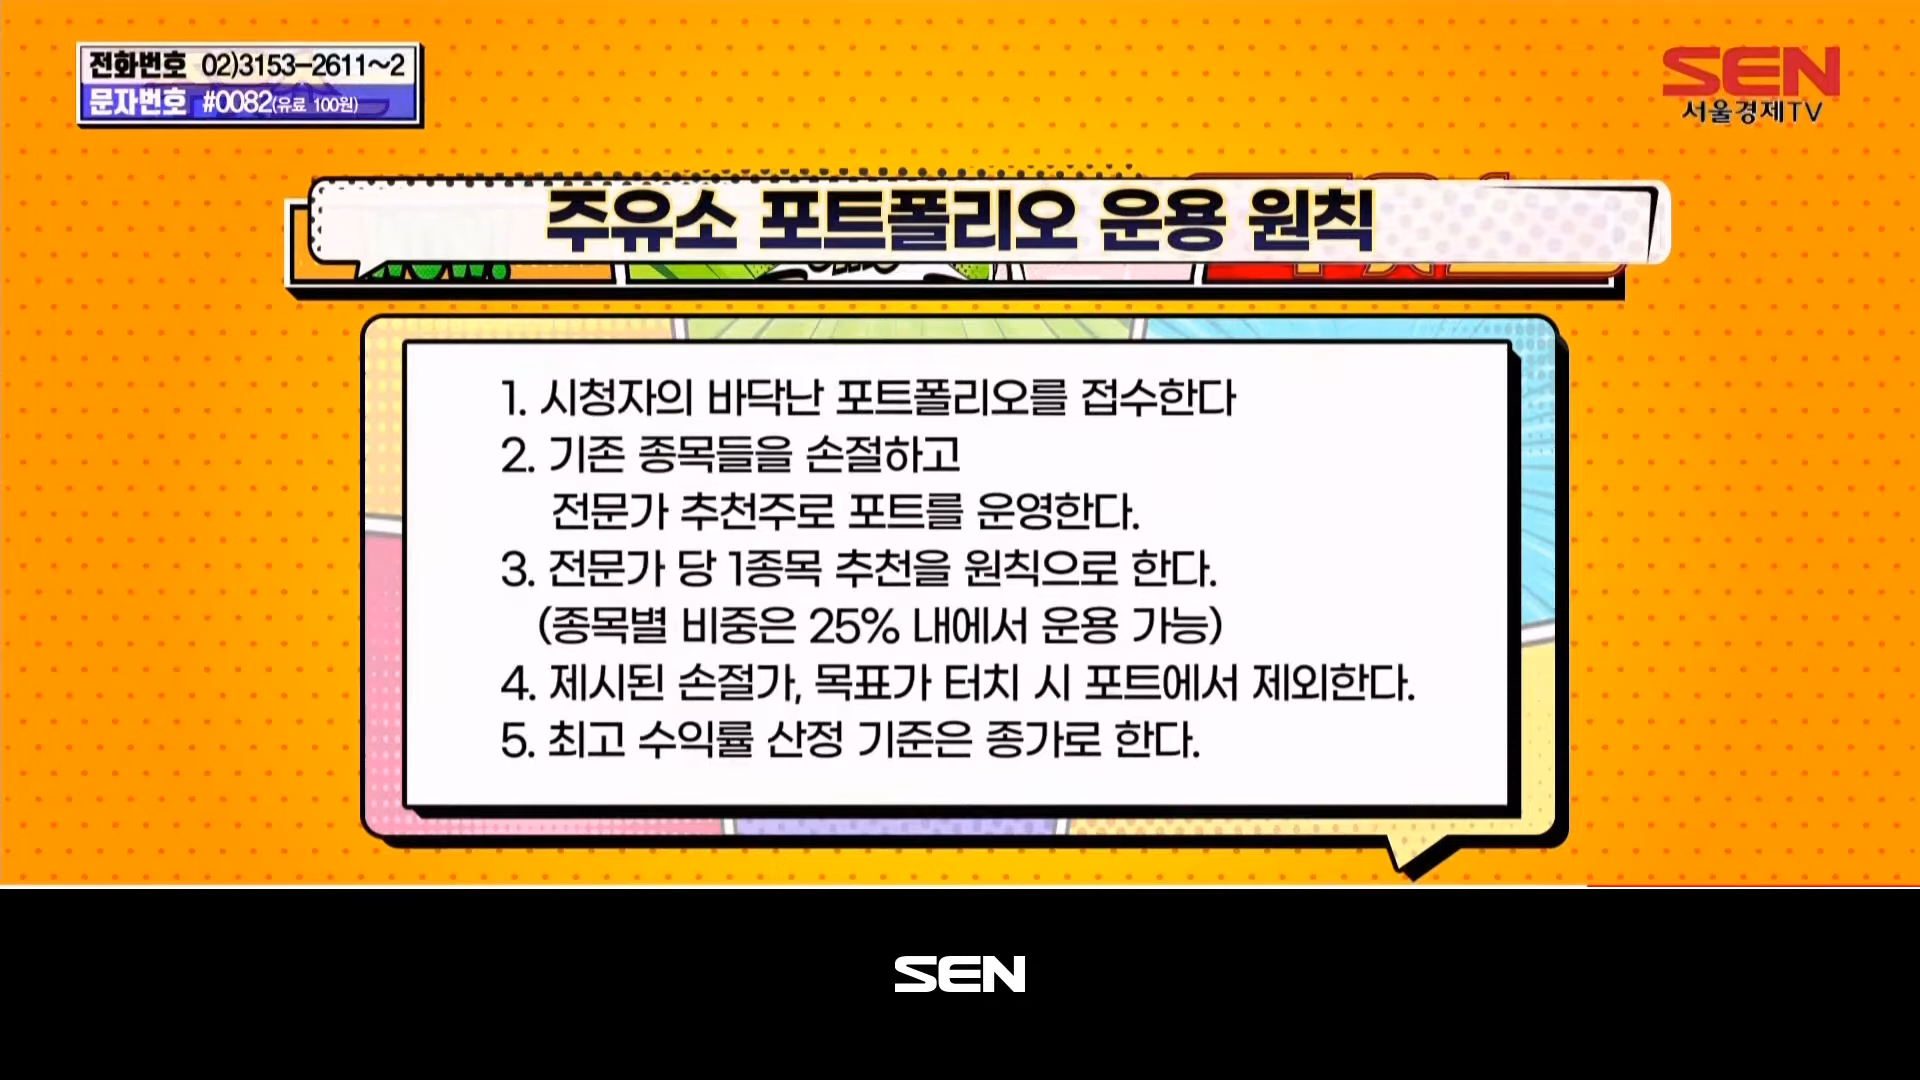 전화번호 02)3153-2611~2
문자번호 #0082(유료 100원)
SEN
서울경제TV
주유소 포트폴리오 운용 원칙
1. 시청자의 바닥난 포트폴리오를 접수한다
2. 기존 종목들을 손절하고
전문가 추천주로 포트를 운영한다.
3. 전문가 당 1종목 추천을 원칙으로 한다.
(종목별 비중은 25% 내에서 운용 가능)
4. 제시된 손절가, 목표가 터치 시 포트에서 제외한다.
5. 최고 수익률 산정 기준은 종가로 한다.
SEN